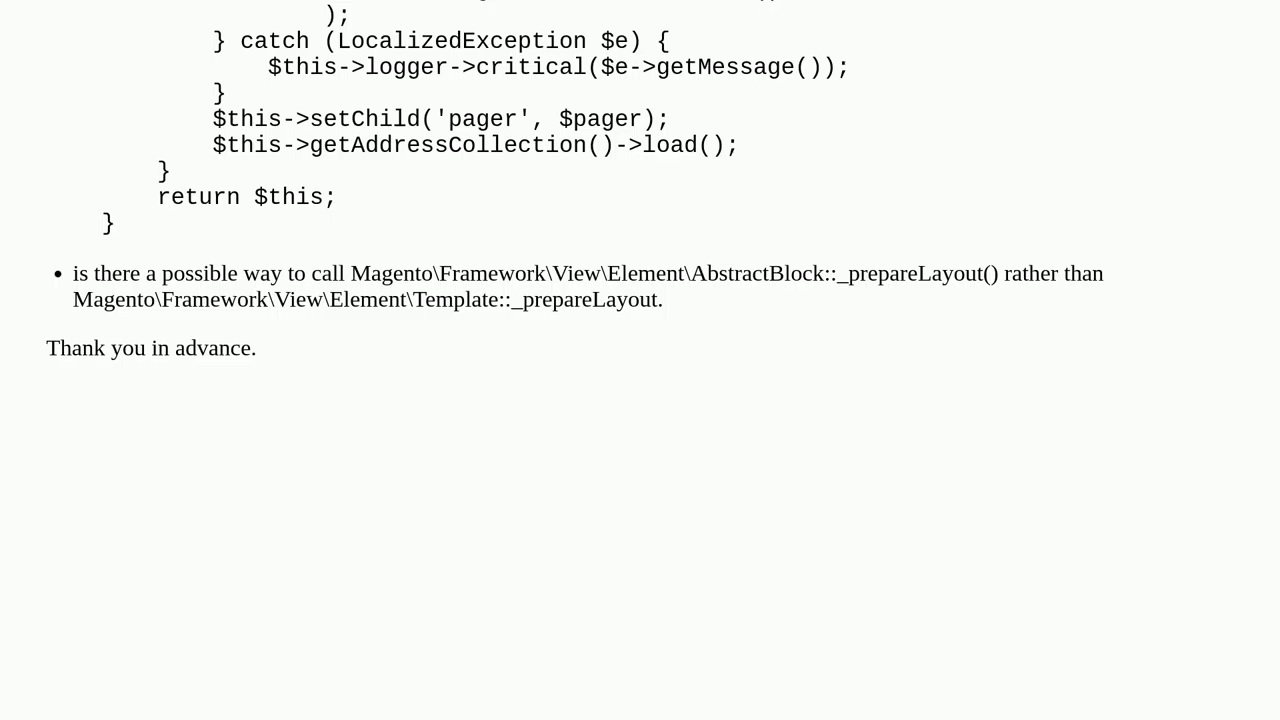 );
} catch (LocalizedException $e) {
$this->logger->critical($e->getMessage());
}
$this->setChild('pager', $pager);
$this->getAddressCollection()->load();
}
return $this;
}
• is there a possible way to call Magento\Framework\View\Element\AbstractBlock::_prepareLayout() rather than
Magento\Framework\View\Element\Template::_prepareLayout.
Thank you in advance.